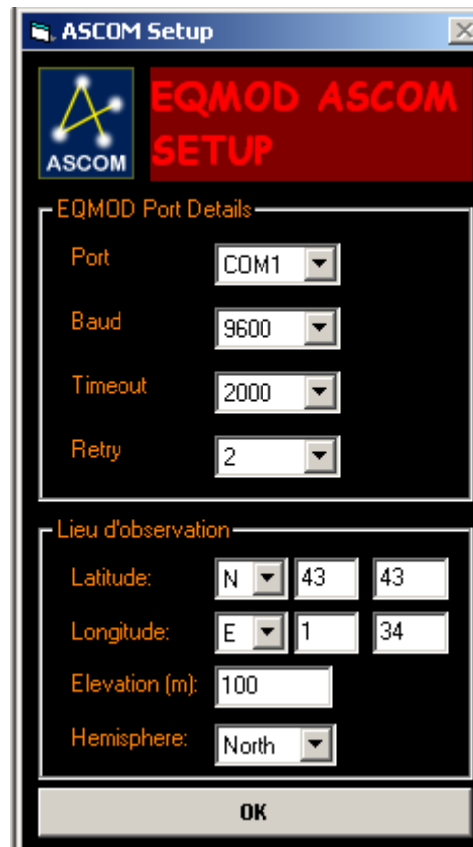 ASCOM Setup
ASCOM
EQMOD ASCOM
SETUP
EQMOD Port Details
Port COM1
Baud 9600
Timeout 2000
Retry 2
Lieu d'observation
Latitude: N 43 43
Longitude: E 1 34
Elevation (m): 100
Hemisphere: North
OK